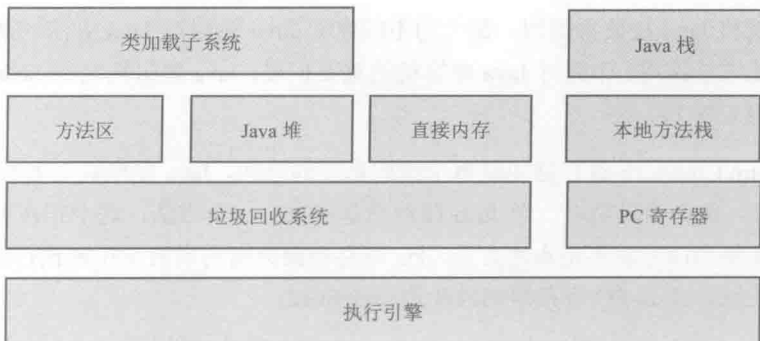 类加载子系统
Java 栈
方法区
Java 堆
直接内存
本地方法栈
垃圾回收系统
PC 寄存器
执行引擎